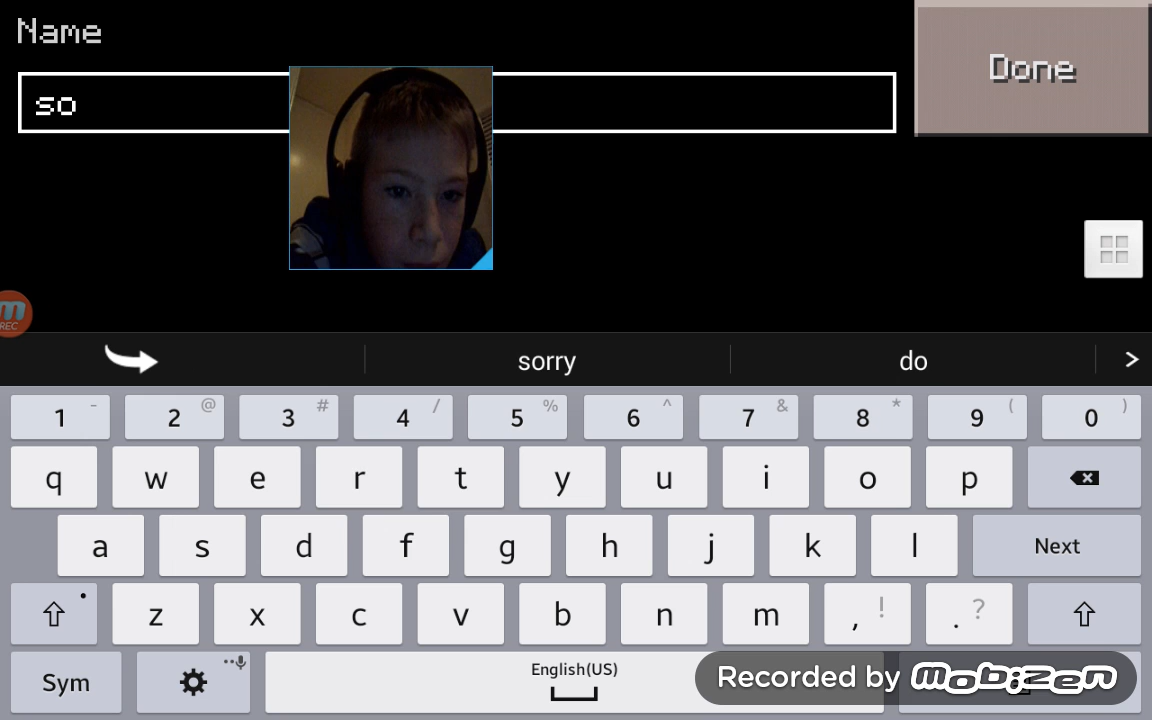 Name
Done
so
REC
sorry do >
1 - 2 @ 3 # 4 / 5 % 6 ^ 7 & 8 * 9 ( 0 )
q w e r t y u i o p
a s d f g h j k l Next
z x c v b n m , ! . ?
Sym English(US)
Recorded by mobizen